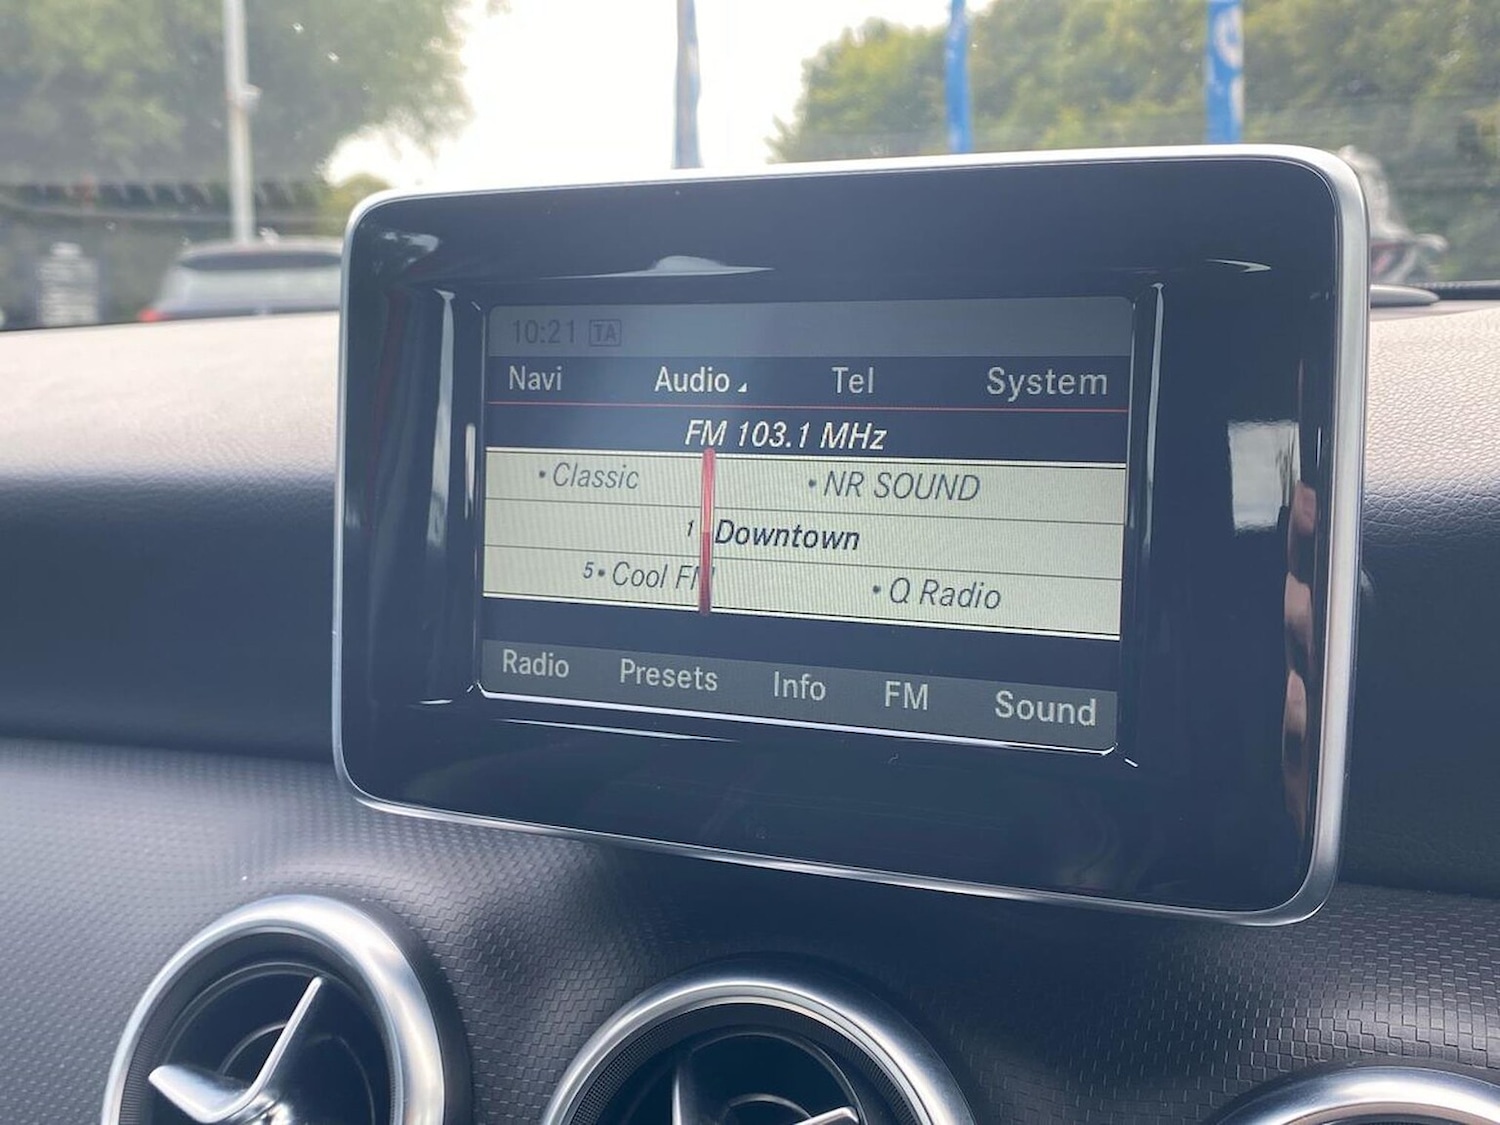 10:21 TA
Navi Audio Tel System
FM 103.1 MHz
• Classic • NR SOUND
1 Downtown
5• Cool FM • Q Radio
Radio Presets Info FM Sound